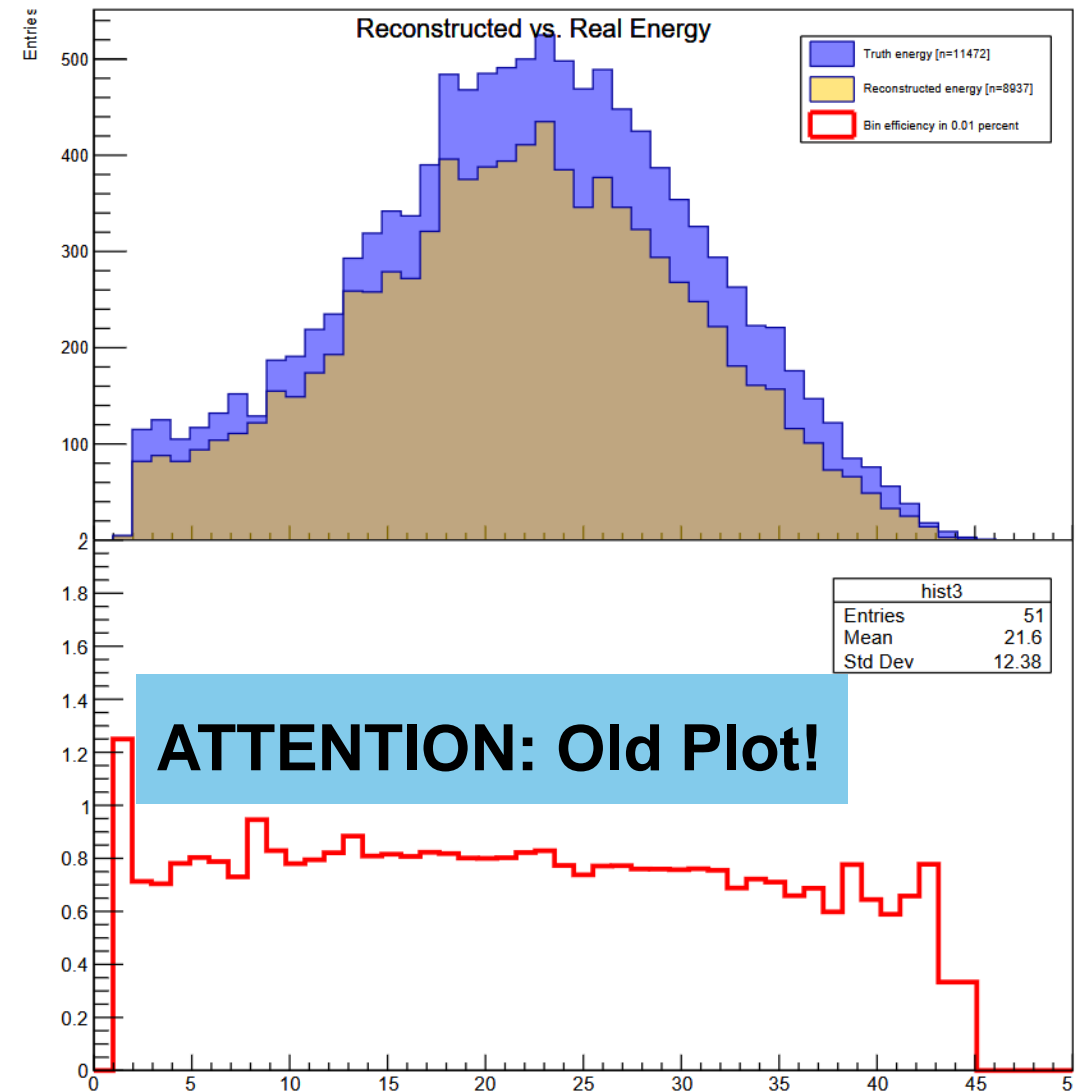 Reconstructed vs. Real Energy
Entries
500
400
300
200
100
0
Truth energy [n=11472]
Reconstructed energy [n=8937]
Bin efficiency in 0.01 percent
2
1.8
1.6
1.4
1.2
1
0.8
0.6
0.4
0.2
0
hist3
Entries 51
Mean 21.6
Std Dev 12.38
ATTENTION: Old Plot!
0 5 10 15 20 25 30 35 40 45 5